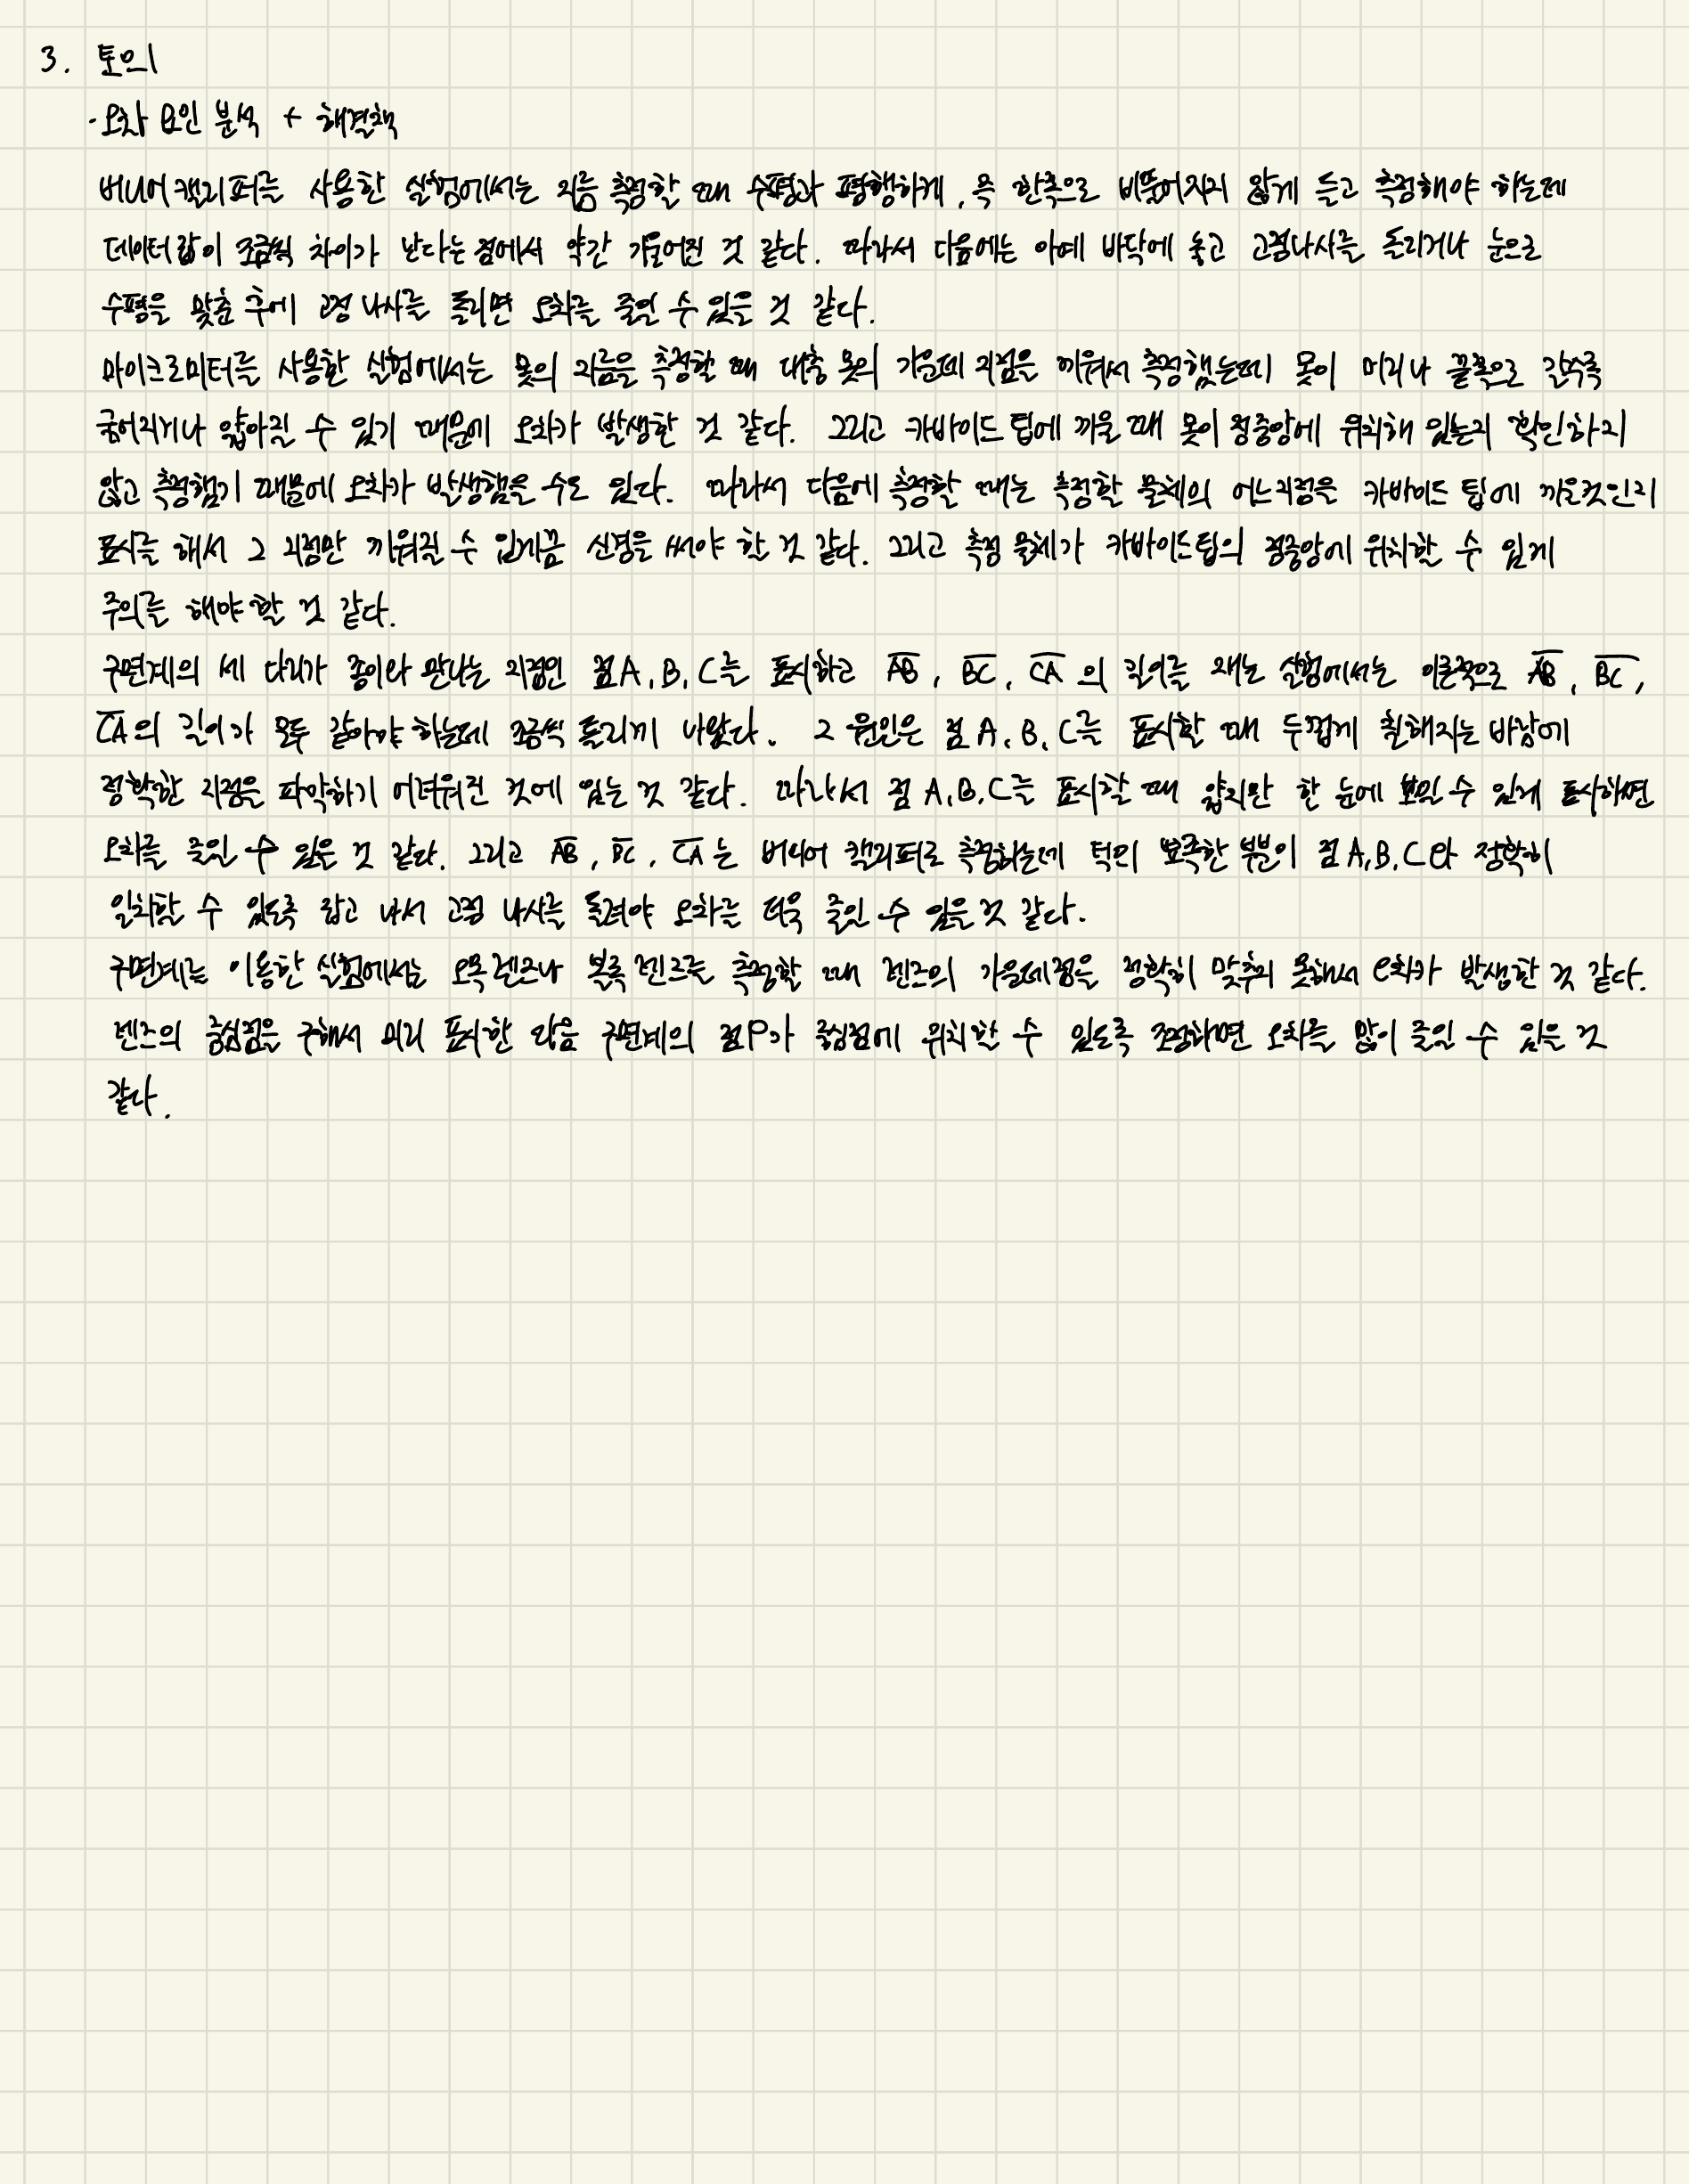 3. 토의
· 오차 요인 분석 + 해결책
버니어캘리퍼를 사용한 실험에서는 지름 측정할 때 수평과 평행하게, 즉 한쪽으로 비뚤어지지 않게 들고 측정해야 하는데
데이터 값이 조금씩 차이가 난다는 점에서 약간 기울어진 것 같다. 따라서 다음에는 아예 바닥에 놓고 고정나사를 돌리거나 눈으로
수평을 맞춘 후에 고정 나사를 돌리면 오차를 줄일 수 있을 것 같다.
마이크로미터를 사용한 실험에서는 못의 지름을 측정할 때 대충 못의 가운데 지점을 끼워서 측정했는데 못이 머리나 끝쪽으로 갈수록
굵어지거나 얇아질 수 있기 때문에 오차가 발생한 것 같다. 그리고 카바이드 팁에 끼울 때 못이 정중앙에 위치해 있는지 확인하지
않고 측정했기 때문에 오차가 발생했을 수도 있다. 따라서 다음에 측정할 때는 측정할 물체의 어느지점을 카바이드 팁에 끼울것인지
표시를 해서 그 지점만 끼워질 수 있게끔 신경을 써야 할 것 같다. 그리고 측정 물체가 카바이드팁의 정중앙에 위치할 수 있게
주의를 해야 할 것 같다.
구면계의 세 다리가 종이와 만나는 지점인 점A, B, C를 표시하고 A̅B̅, B̅C̅, C̅A̅의 길이를 재는 실험에서는 이론적으로 A̅B̅, B̅C̅,
C̅A̅의 길이가 모두 같아야 하는데 조금씩 틀리게 나왔다. 그 원인은 점 A, B, C를 표시할 때 두껍게 칠해지는 바람에
정확한 지점을 파악하기 어려워진 것에 있는 것 같다. 따라서 점 A,B,C를 표시할 때 얇지만 한 눈에 보일 수 있게 표시하면
오차를 줄일 수 있을 것 같다. 그리고 A̅B̅, B̅C̅, C̅A̅는 버니어 캘리퍼로 측정하는데 턱의 뾰족한 부분이 점 A,B,C와 정확히
일치할 수 있도록 잡고 나서 고정 나사를 돌려야 오차를 더욱 줄일 수 있을 것 같다.
구면계를 이용한 실험에서는 오목 렌즈나 볼록 렌즈를 측정할 때 렌즈의 가운데점을 정확히 맞추지 못해서 오차가 발생한 것 같다.
렌즈의 중심점을 구해서 미리 표시한 다음 구면계의 점P가 중심점에 위치할 수 있도록 조정하면 오차를 많이 줄일 수 있을 것
같다.